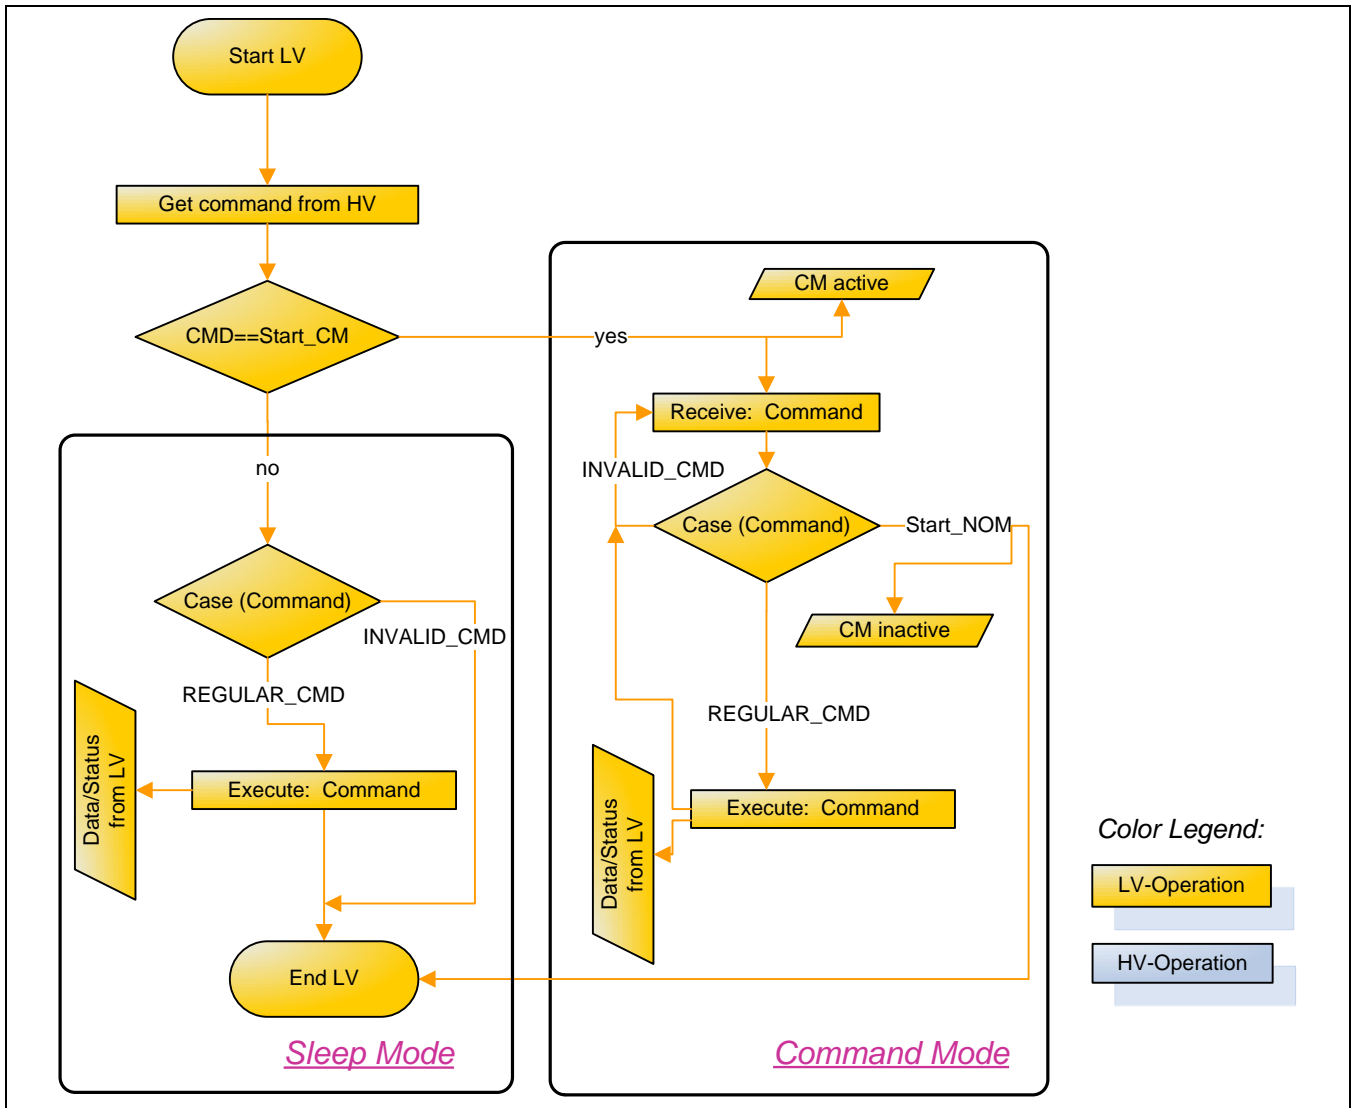 Start LV
Get command from HV
CMD==Start_CM
yes
no
CM active
Receive: Command
INVALID_CMD
Case (Command)
Start_NOM
CM inactive
REGULAR_CMD
Execute: Command
Data/Status
from LV
Command Mode
Case (Command)
INVALID_CMD
REGULAR_CMD
Execute: Command
Data/Status
from LV
End LV
Sleep Mode
Color Legend:
LV-Operation
HV-Operation